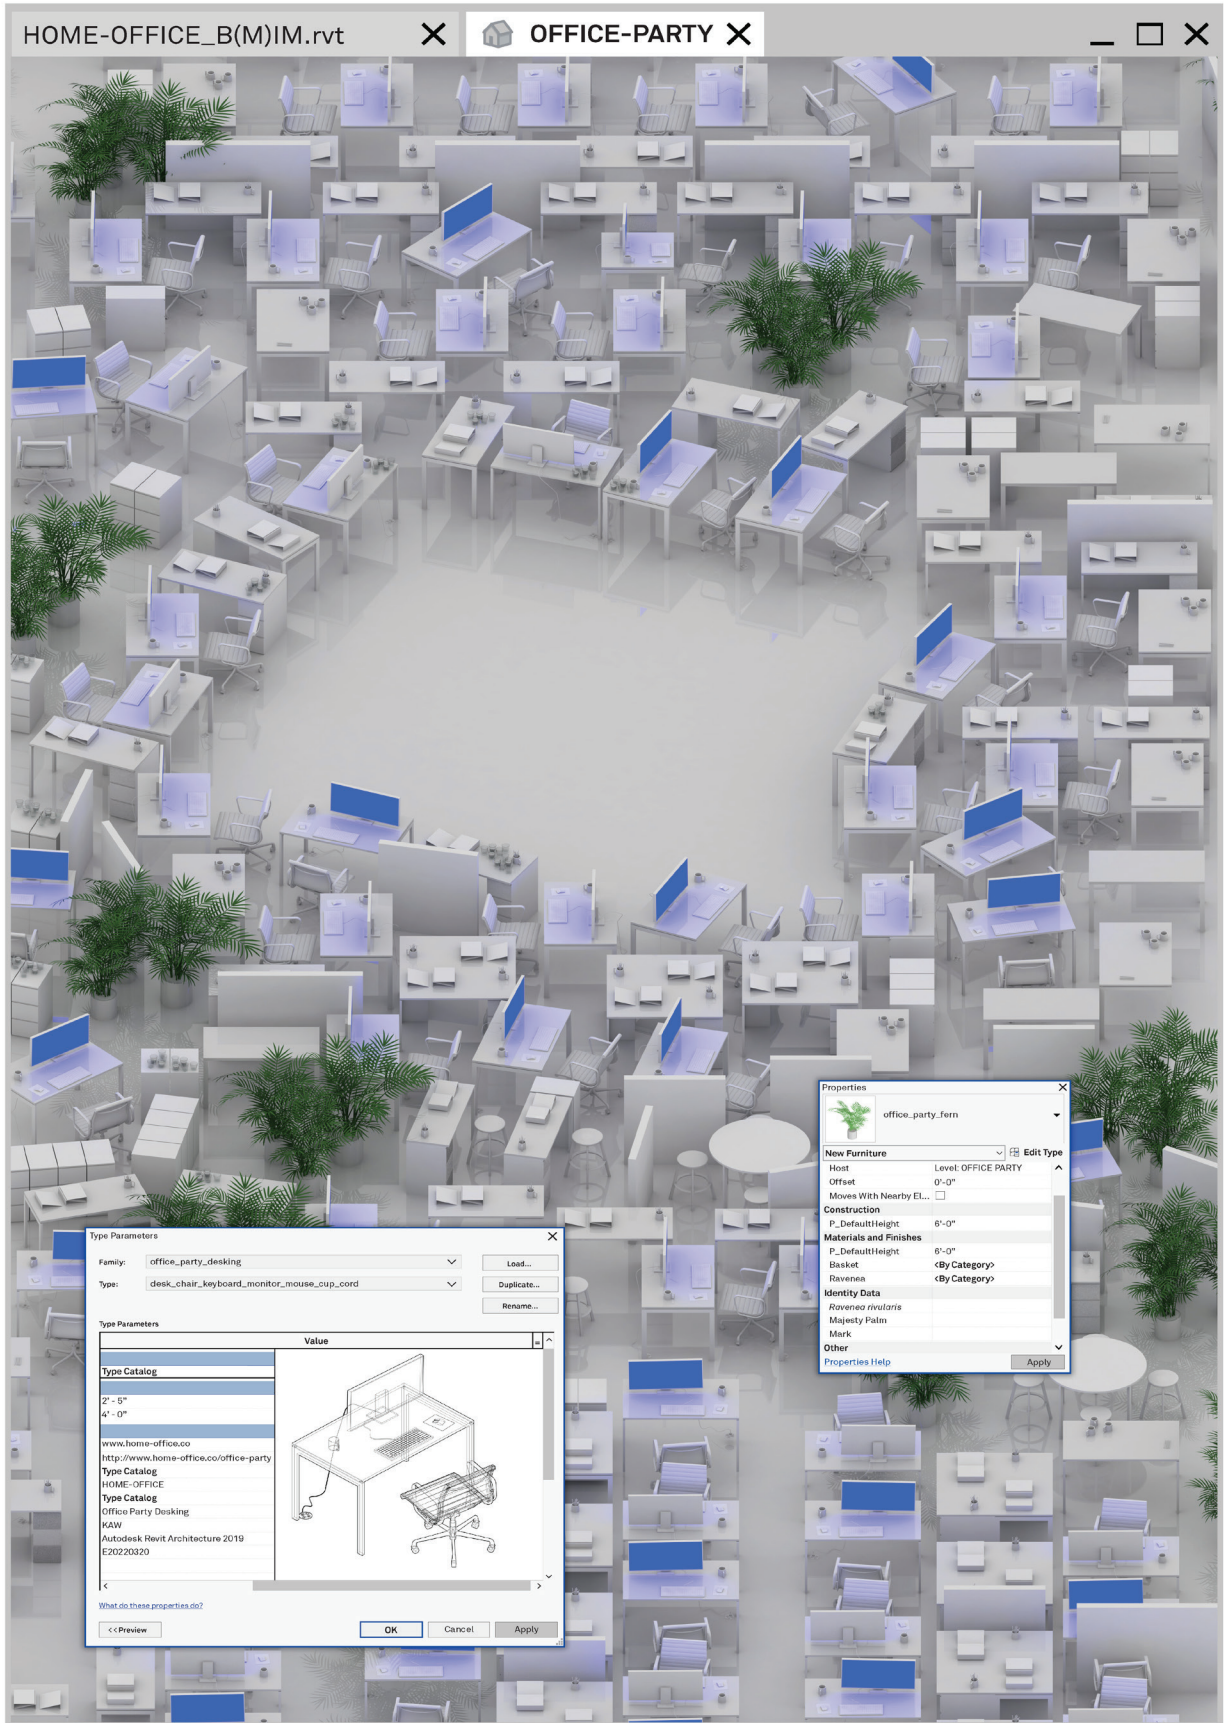 HOME-OFFICE_B(M)IM.rvt
OFFICE-PARTY
Properties
office_party_fern
New Furniture
Edit Type
Host Level: OFFICE PARTY
Offset 0'-0"
Moves With Nearby El...
Construction
P_DefaultHeight 6'-0"
Materials and Finishes
P_DefaultHeight 6'-0"
Basket <By Category>
Ravenea <By Category>
Identity Data
Ravenea rivularis
Majesty Palm
Mark
Other
Properties Help Apply
Type Parameters
Family: office_party_desking Load...
Type: desk_chair_keyboard_monitor_mouse_cup_cord Duplicate...
Rename...
Type Parameters
Value =
Type Catalog
2' - 5"
4' - 0"
www.home-office.co
http://www.home-office.co/office-party
Type Catalog
HOME-OFFICE
Type Catalog
Office Party Desking
KAW
Autodesk Revit Architecture 2019
E20220320
What do these properties do?
<< Preview OK Cancel Apply